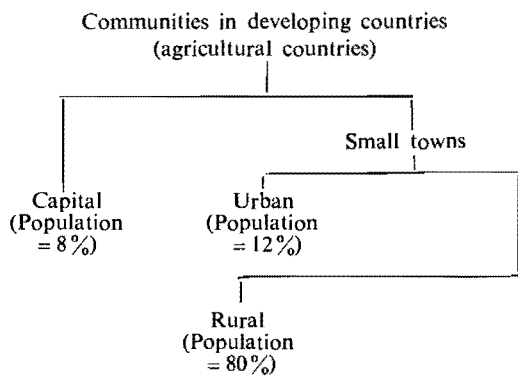 Communities in developing countries
(agricultural countries)
Small towns
Capital
(Population
= 8%)
Urban
(Population
= 12%)
Rural
(Population
= 80%)